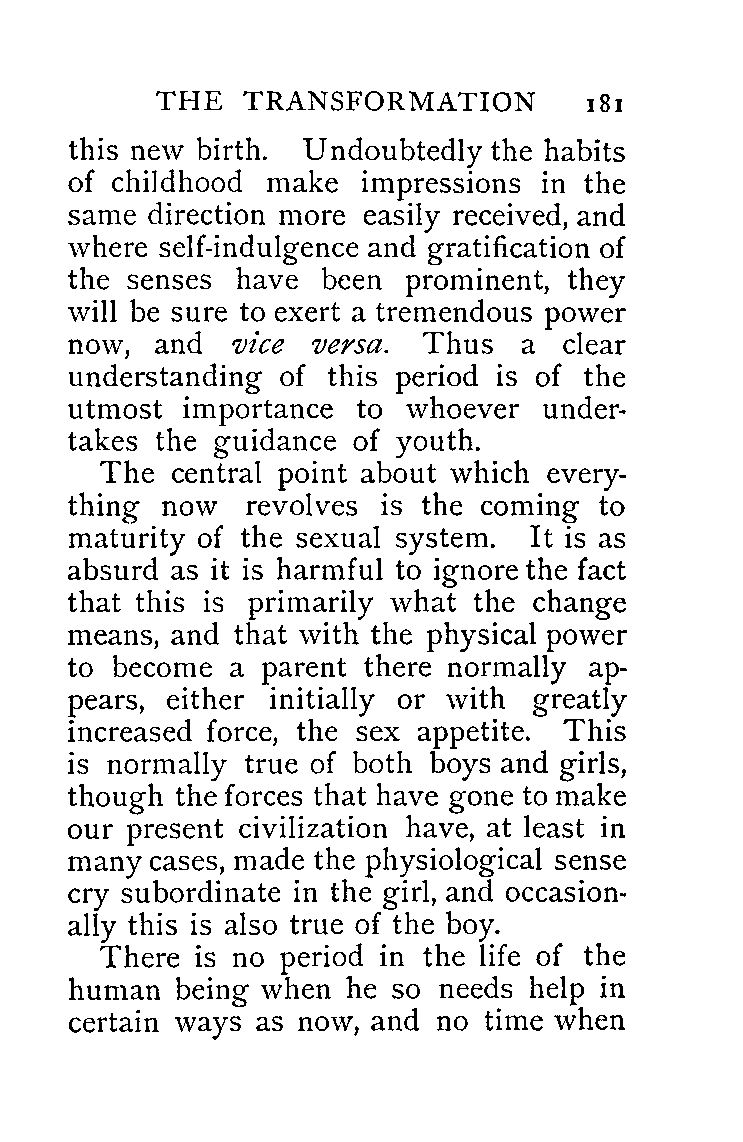 THE TRANSFORMATION 181
this new birth. Undoubtedly the habits
of childhood make impressions in the
same direction more easily received, and
where self-indulgence and gratification of
the senses have been prominent, they
will be sure to exert a tremendous power
now, and vice versa. Thus a clear
understanding of this period is of the
utmost importance to whoever under-
takes the guidance of youth.
The central point about which every-
thing now revolves is the coming to
maturity of the sexual system. It is as
absurd as it is harmful to ignore the fact
that this is primarily what the change
means, and that with the physical power
to become a parent there normally ap-
pears, either initially or with greatly
increased force, the sex appetite. This
is normally true of both boys and girls,
though the forces that have gone to make
our present civilization have, at least in
many cases, made the physiological sense
cry subordinate in the girl, and occasion-
ally this is also true of the boy.
There is no period in the life of the
human being when he so needs help in
certain ways as now, and no time when